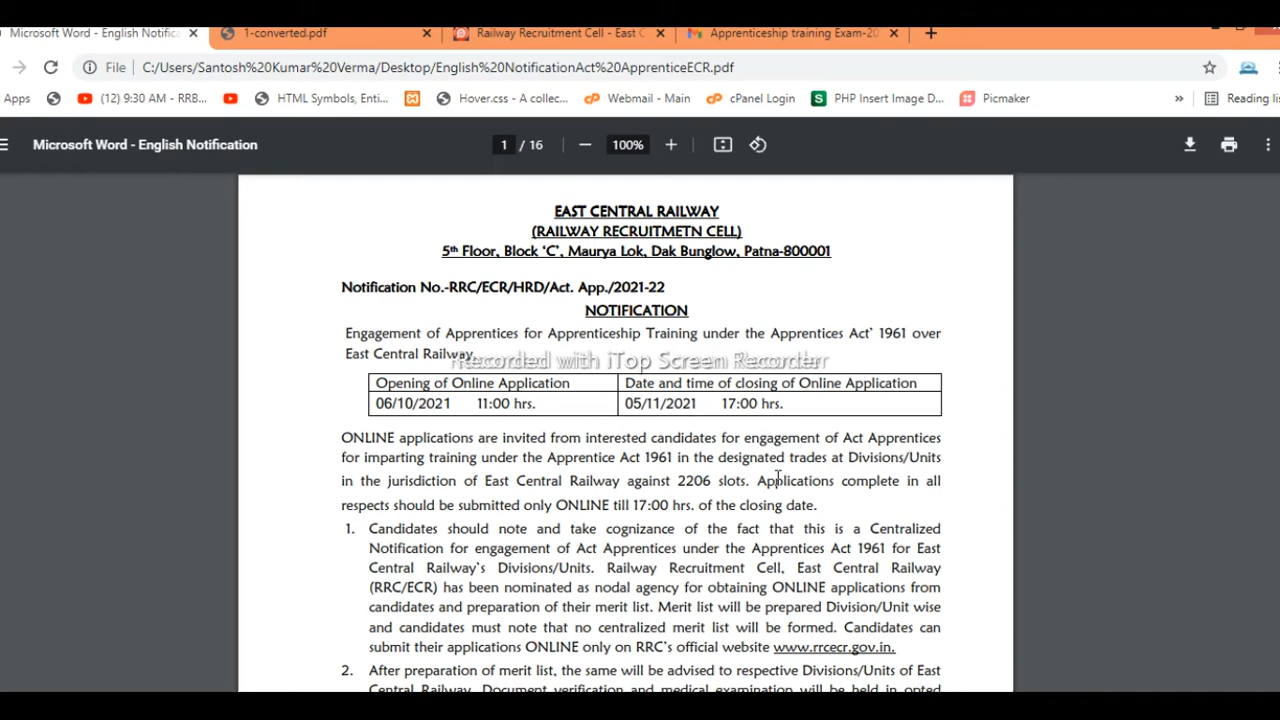 Microsoft Word - English Notifica
1-converted.pdf
Railway Recruitment Cell - East C
Apprenticeship training Exam-20
File C:/Users/Santosh%20Kumar%20Verma/Desktop/English%20NotificationAct%20ApprenticeECR.pdf
Apps
(12) 9:30 AM - RRB...
HTML Symbols, Enti...
Hover.css - A collec...
Webmail - Main
cPanel Login
PHP Insert Image D...
Picmaker
»
Reading lis
Microsoft Word - English Notification
1 / 16
100%
EAST CENTRAL RAILWAY
(RAILWAY RECRUITMETN CELL)
5th Floor, Block ‘C’, Maurya Lok, Dak Bunglow, Patna-800001
Notification No.-RRC/ECR/HRD/Act. App./2021-22
NOTIFICATION
Engagement of Apprentices for Apprenticeship Training under the Apprentices Act’ 1961 over
East Central Railway.
Recorded with iTop Screen Recorder
Opening of Online Application
Date and time of closing of Online Application
06/10/2021 11:00 hrs.
05/11/2021 17:00 hrs.
ONLINE applications are invited from interested candidates for engagement of Act Apprentices
for imparting training under the Apprentice Act 1961 in the designated trades at Divisions/Units
in the jurisdiction of East Central Railway against 2206 slots. Applications complete in all
respects should be submitted only ONLINE till 17:00 hrs. of the closing date.
1. Candidates should note and take cognizance of the fact that this is a Centralized
Notification for engagement of Act Apprentices under the Apprentices Act 1961 for East
Central Railway’s Divisions/Units. Railway Recruitment Cell, East Central Railway
(RRC/ECR) has been nominated as nodal agency for obtaining ONLINE applications from
candidates and preparation of their merit list. Merit list will be prepared Division/Unit wise
and candidates must note that no centralized merit list will be formed. Candidates can
submit their applications ONLINE only on RRC’s official website www.rrcecr.gov.in.
2. After preparation of merit list, the same will be advised to respective Divisions/Units of East
Central Railway. Document verification and medical examination will be held in opted